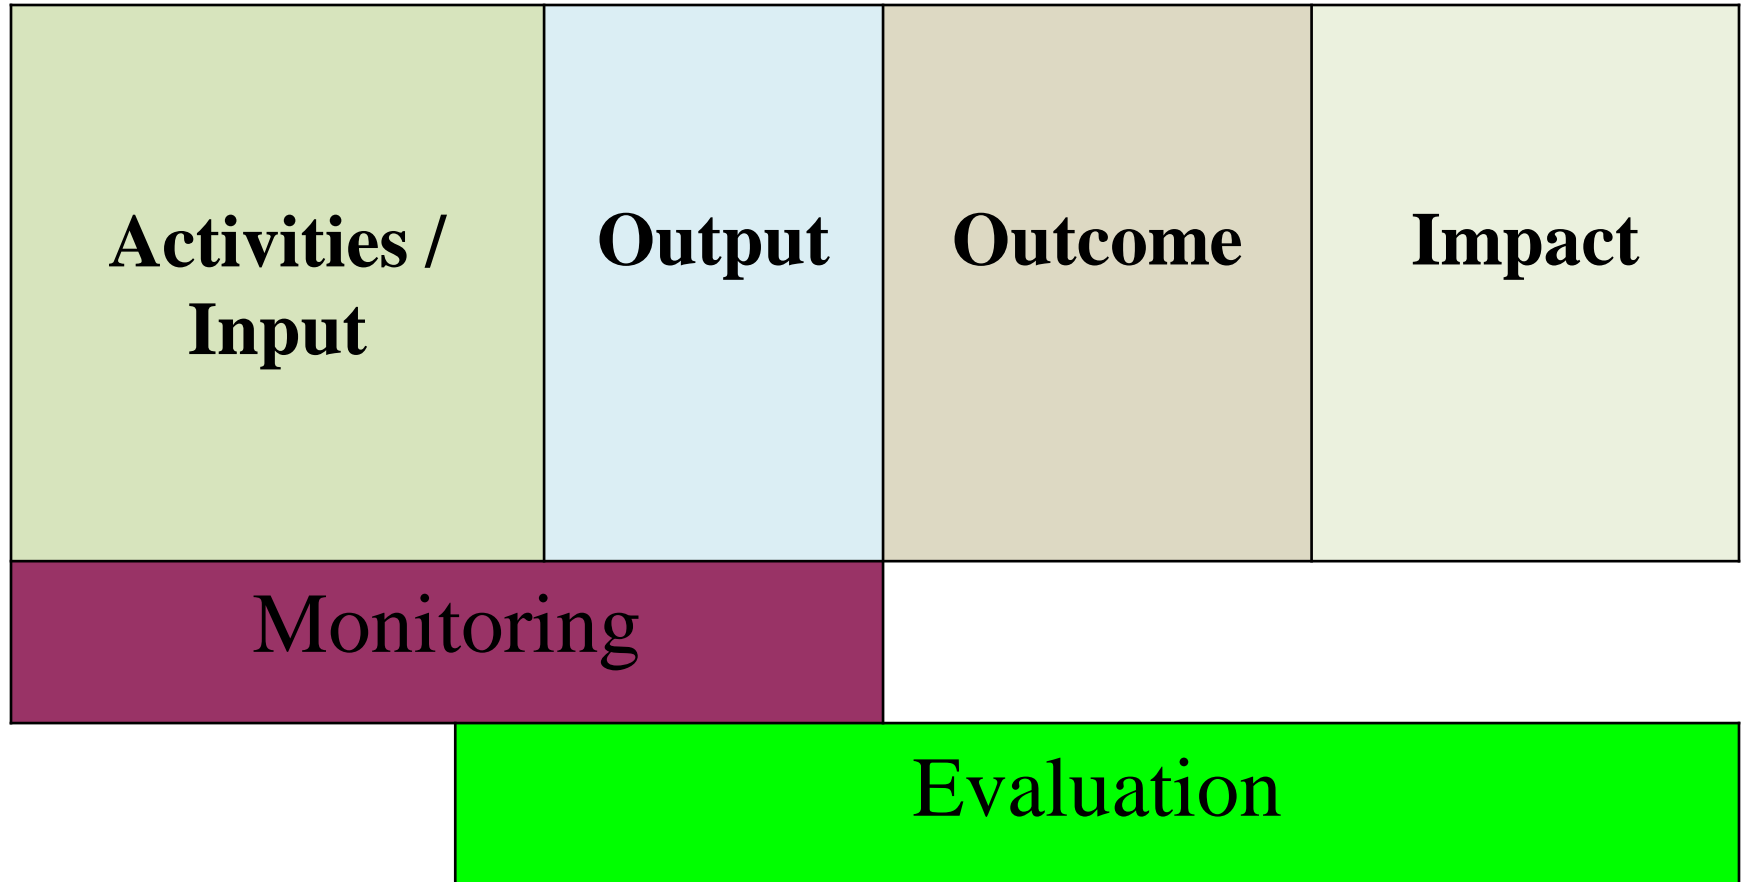 Activities /
Input
Output
Outcome
Impact
Monitoring
Evaluation